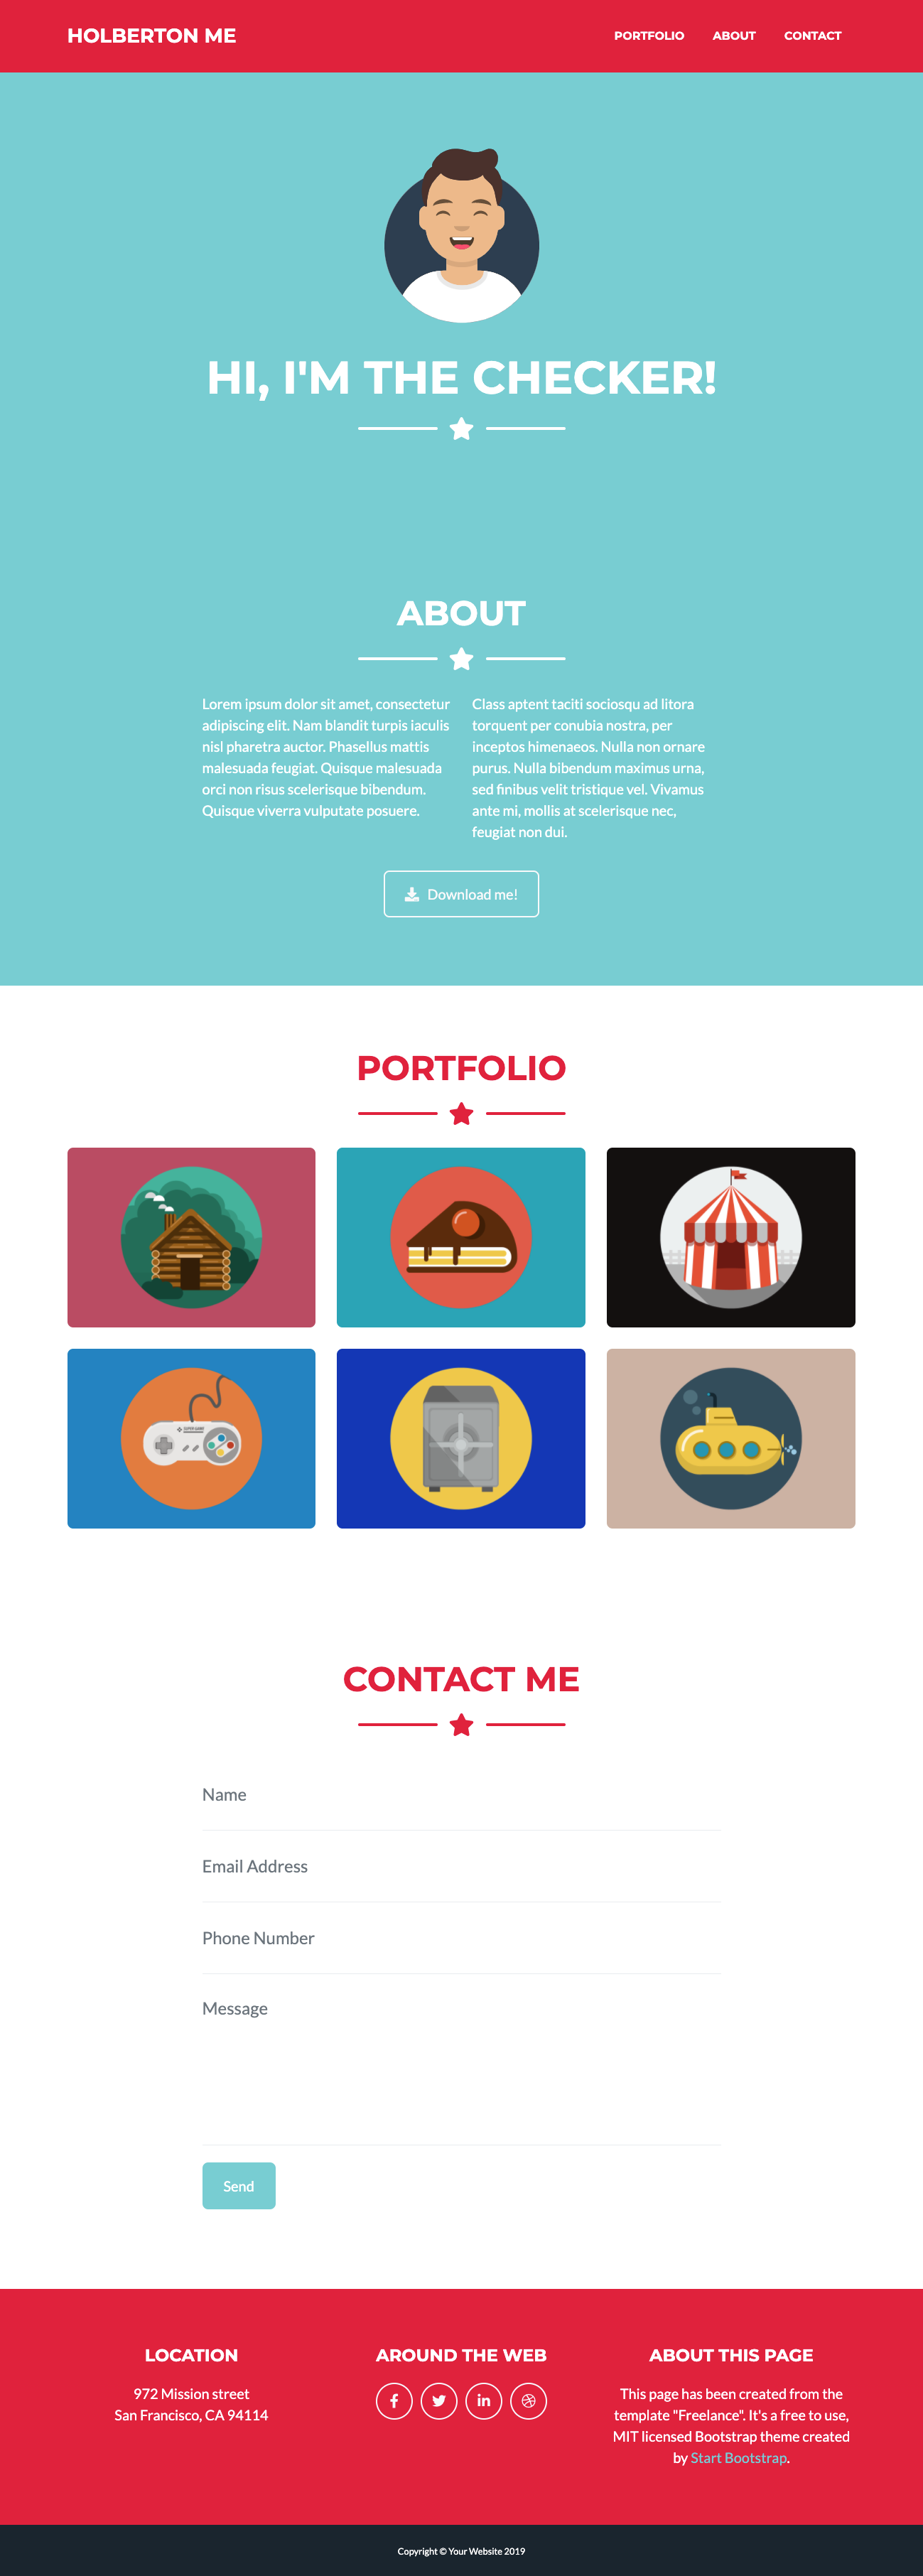 HOLBERTON ME
PORTFOLIO
ABOUT
CONTACT
HI, I'M THE CHECKER!
ABOUT
Lorem ipsum dolor sit amet, consectetur
adipiscing elit. Nam blandit turpis iaculis
nisl pharetra auctor. Phasellus mattis
malesuada feugiat. Quisque malesuada
orci non risus scelerisque bibendum.
Quisque viverra vulputate posuere.
Class aptent taciti sociosqu ad litora
torquent per conubia nostra, per
inceptos himenaeos. Nulla non ornare
purus. Nulla bibendum maximus urna,
sed finibus velit tristique vel. Vivamus
ante mi, mollis at scelerisque nec,
feugiat non dui.
Download me!
PORTFOLIO
CONTACT ME
Name
Email Address
Phone Number
Message
Send
LOCATION
972 Mission street
San Francisco, CA 94114
AROUND THE WEB
ABOUT THIS PAGE
This page has been created from the
template "Freelance". It's a free to use,
MIT licensed Bootstrap theme created
by Start Bootstrap.
Copyright © Your Website 2019